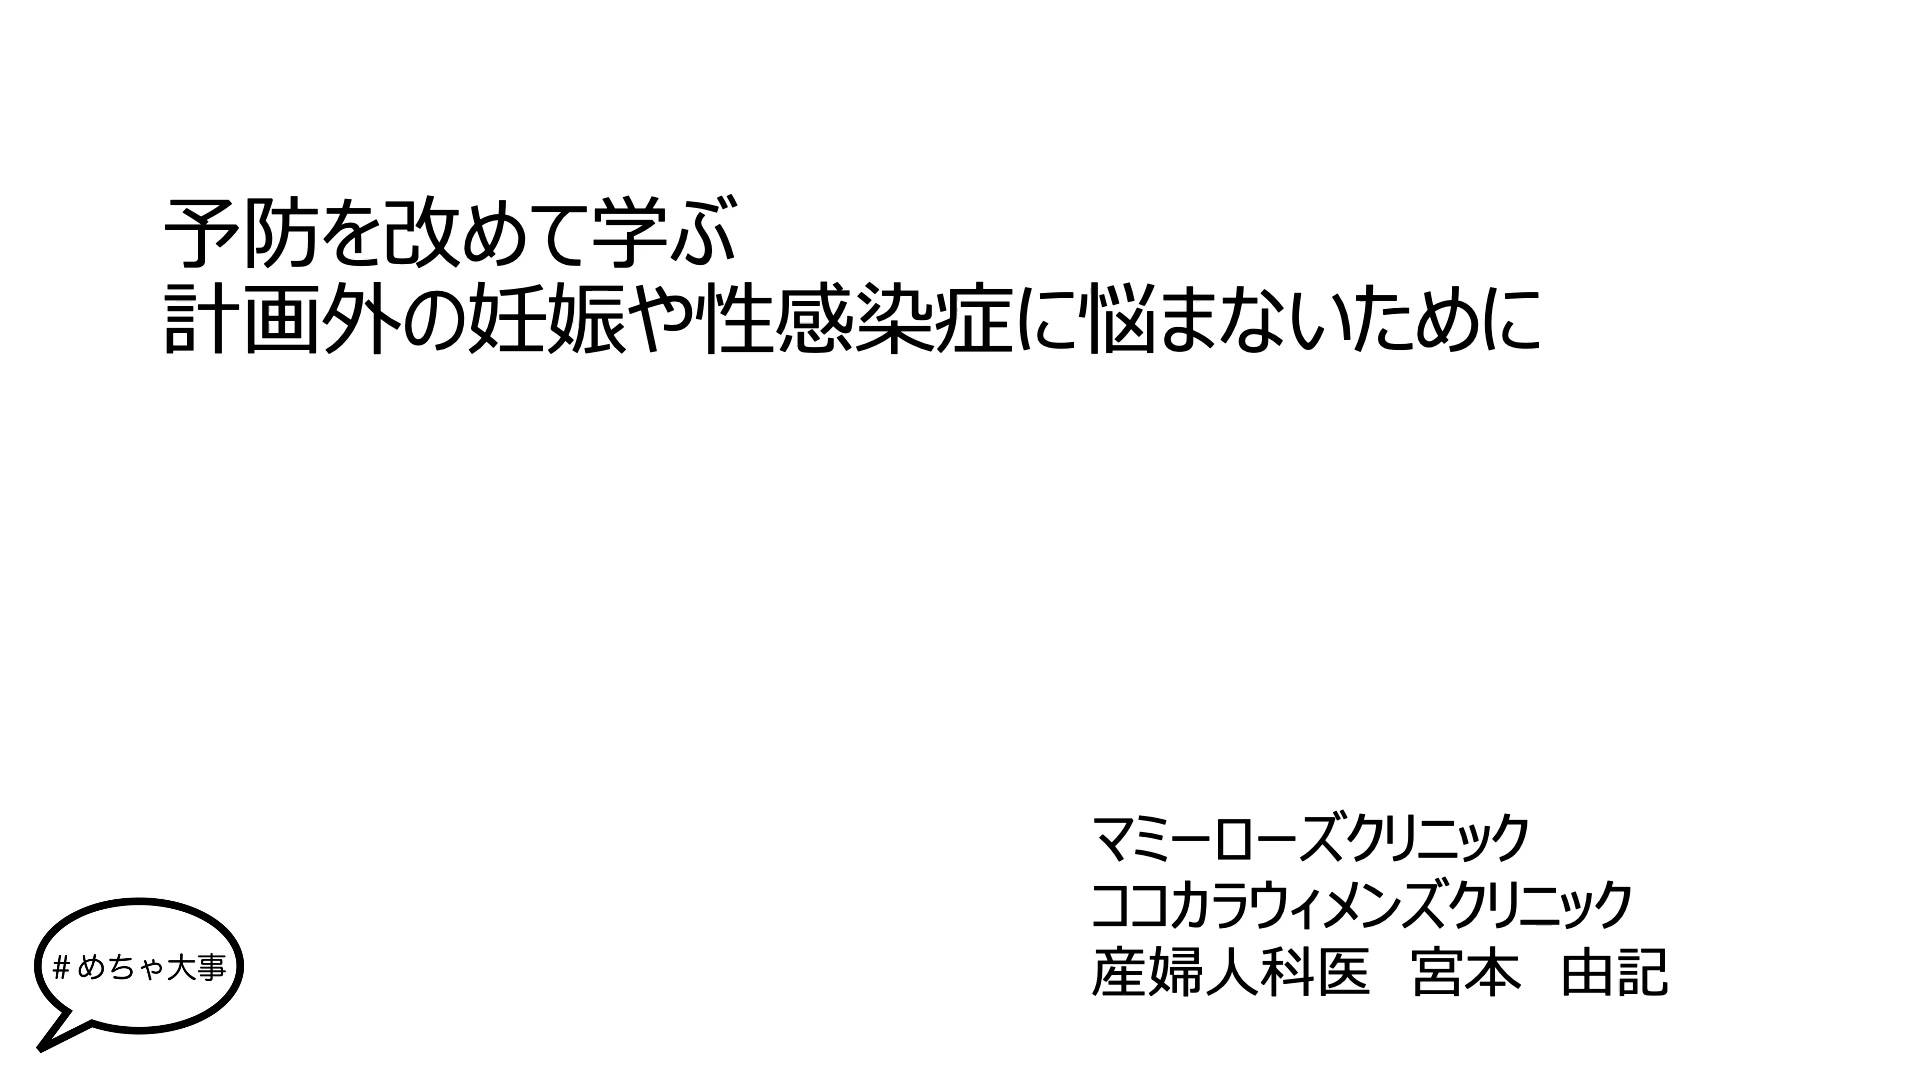 予防を改めて学ぶ
計画外の妊娠や性感染症に悩まないために
マミーローズクリニック
ココカラウィメンズクリニック
産婦人科医　宮本　由記
#めちゃ大事